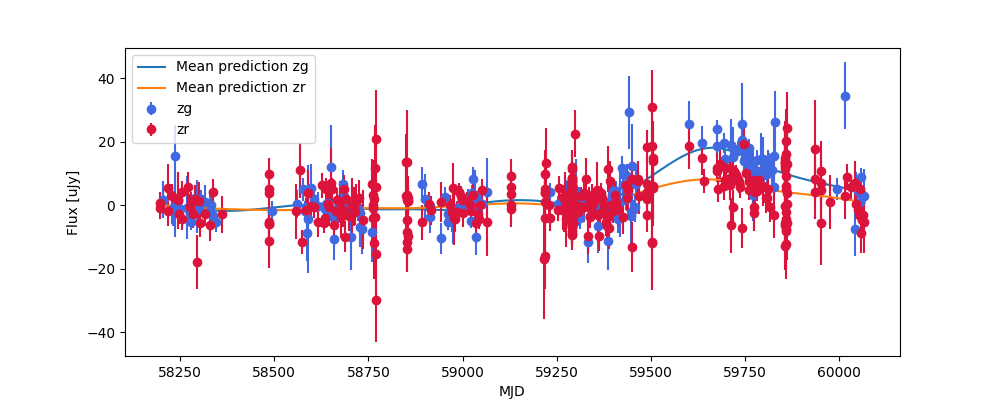 Mean prediction zg
Mean prediction zr
zg
zr
Flux [uJy]
40
20
0
−20
−40
58250
58500
58750
59000
59250
59500
59750
60000
MJD